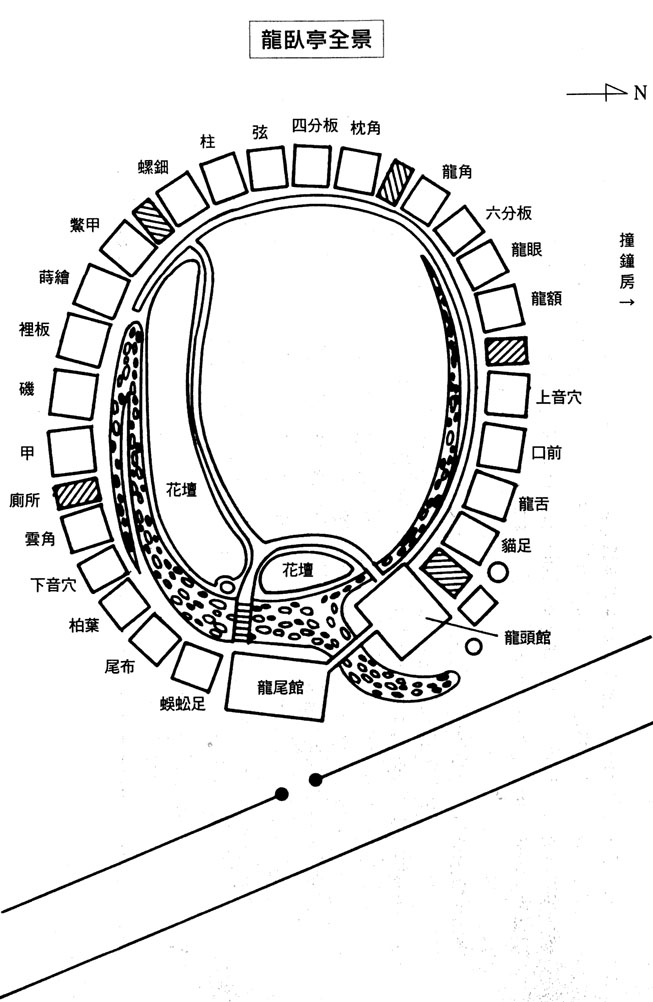 龍臥亭全景
N
四分板
枕角
弦
柱
螺鈿
龍角
鱉甲
六分板
龍眼
撞鐘房→
蒔繪
龍額
裡板
磯
上音穴
甲
口前
花壇
廁所
龍舌
雲角
貓足
花壇
下音穴
柏葉
龍頭館
尾布
龍尾館
蜈蚣足